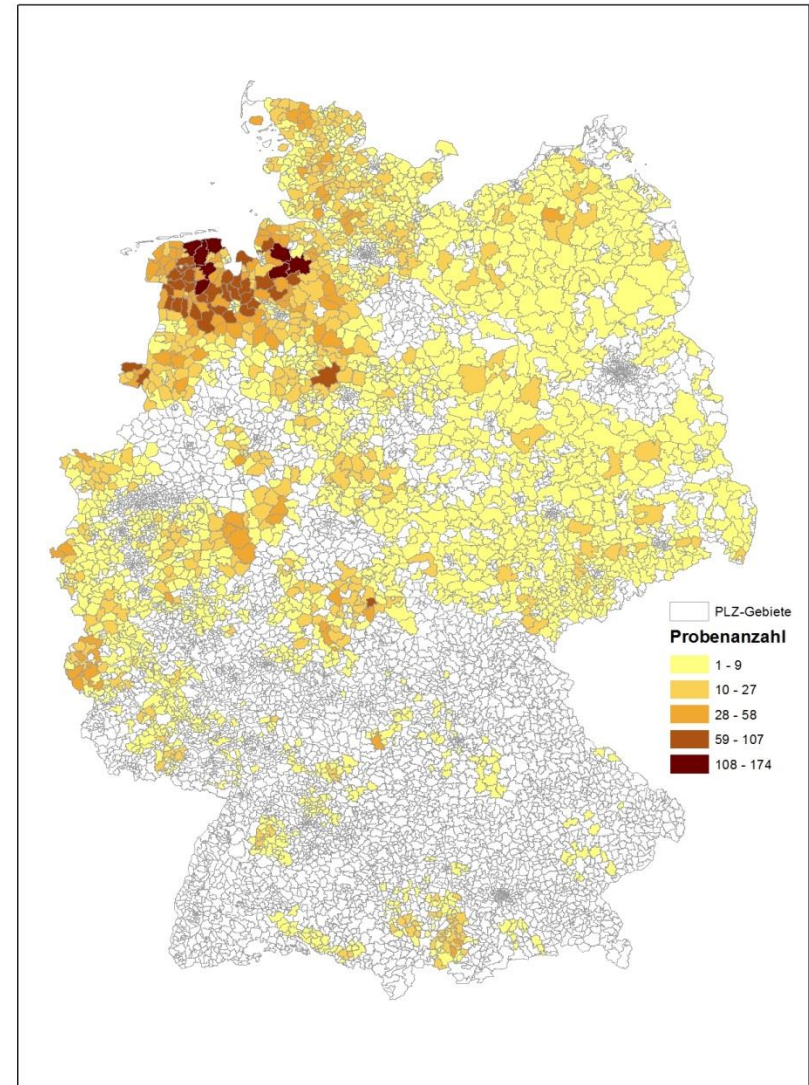 PLZ-Gebiete
Probenanzahl
1 - 9
10 - 27
28 - 58
59 - 107
108 - 174